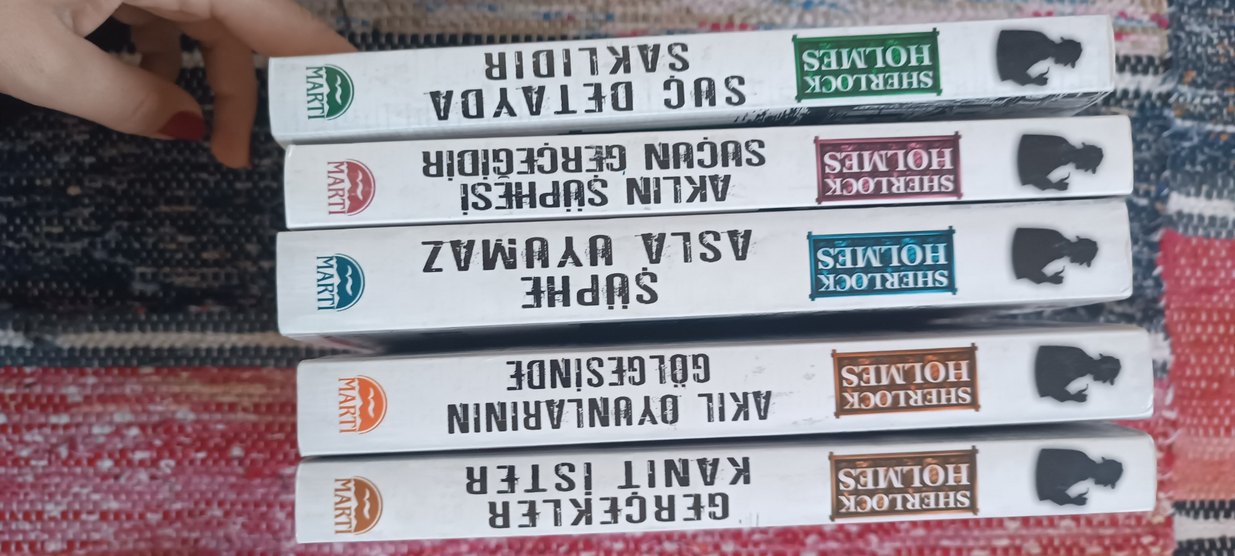 SUÇ DETAYDA
SAKLIDIR
SHERLOCK
HOLMES
MARTI
AKLIN ŞÜPHESİ
SUÇUN GERÇEĞİDİR
SHERLOCK
HOLMES
MARTI
ŞÜPHE
ASLA UYUMAZ
SHERLOCK
HOLMES
MARTI
AKIL OYUNLARININ
GÖLGESİNDE
SHERLOCK
HOLMES
MARTI
GERÇEKLER
KANIT İSTER
SHERLOCK
HOLMES
MARTI